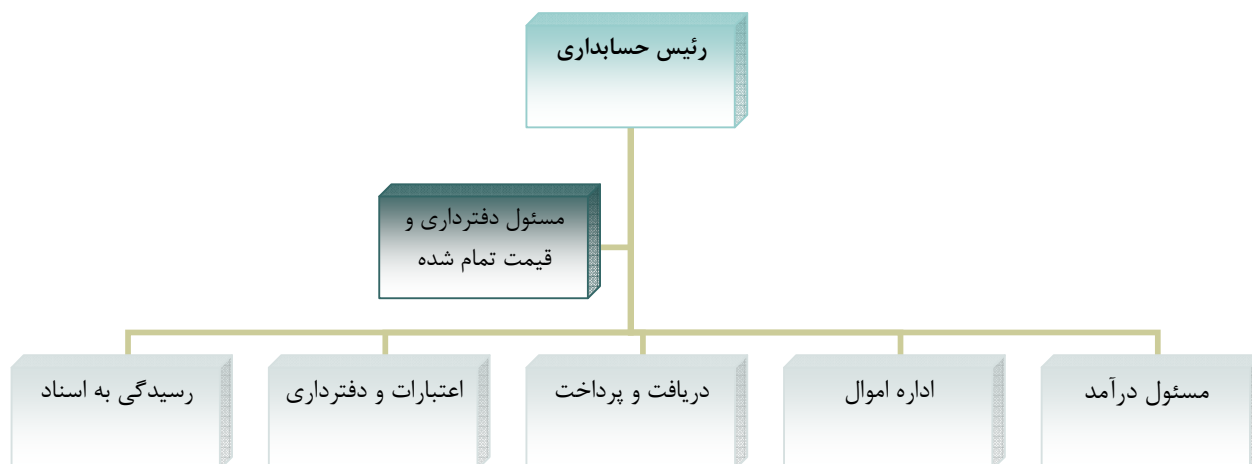 رئیس حسابداری
مسئول دفترداری و
قیمت تمام شده
مسئول درآمد
اداره اموال
دریافت و پرداخت
اعتبارات و دفترداری
رسیدگی به اسناد